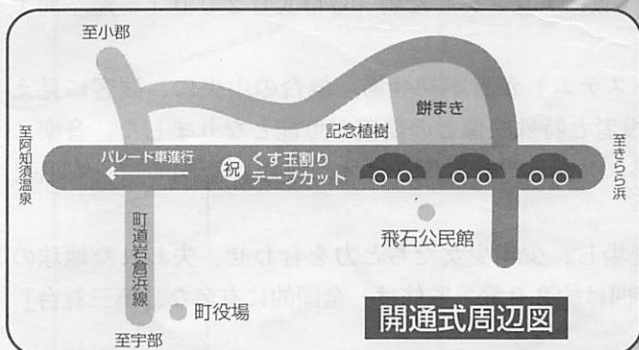 至小郡
餅まき
記念植樹
至阿知須温泉
パレード車進行
祝
くす玉割り
テープカット
至きらら浜
町道岩倉浜線
飛石公民館
町役場
至宇部
開通式周辺図